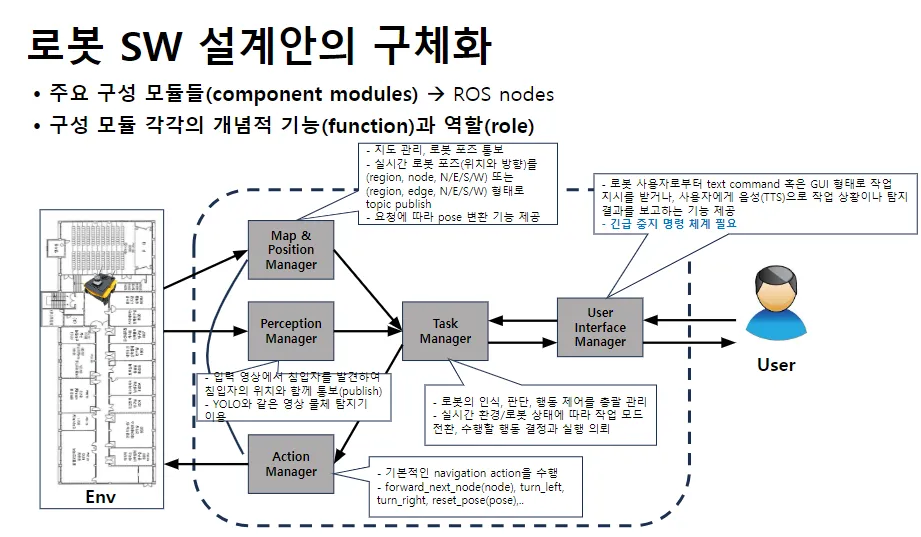 로봇 SW 설계안의 구체화
• 주요 구성 모듈들(component modules) → ROS nodes
• 구성 모듈 각각의 개념적 기능(function)과 역할(role)
- 지도 관리, 로봇 포즈 통보
- 실시간 로봇 포즈(위치와 방향)를
(region, node, N/E/S/W) 또는
(region, edge, N/E/S/W) 형태로
topic publish
- 요청에 따라 pose 변환 기능 제공
- 로봇 사용자로부터 text command 혹은 GUI 형태로 작업
지시를 받거나, 사용자에게 음성(TTS)으로 작업 상황이나 탐지
결과를 보고하는 기능 제공
- 긴급 중지 명령 체계 필요
Map &
Position
Manager
Perception
Manager
Task
Manager
User
Interface
Manager
User
- 입력 영상에서 침입자를 발견하여
침입자의 위치와 함께 통보(publish)
- YOLO와 같은 영상 물체 탐지기
이용
- 로봇의 인식, 판단, 행동 제어를 총괄 관리
- 실시간 환경/로봇 상태에 따라 작업 모드
전환, 수행할 행동 결정과 실행 의뢰
Action
Manager
- 기본적인 navigation action을 수행
- forward_next_node(node), turn_left,
turn_right, reset_pose(pose),..
Env